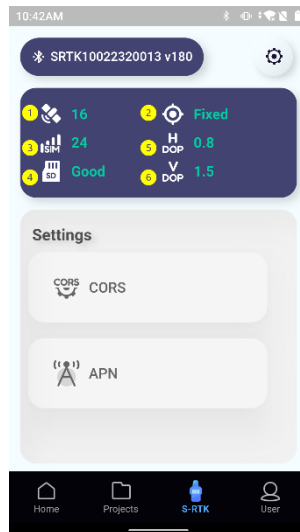 10:42AM
SRTK10022320013 v180
1 16 2 Fixed
3 SIM 24 5 H DOP 0.8
4 SD Good 6 V DOP 1.5
Settings
CORS CORS
APN
Home Projects S-RTK User